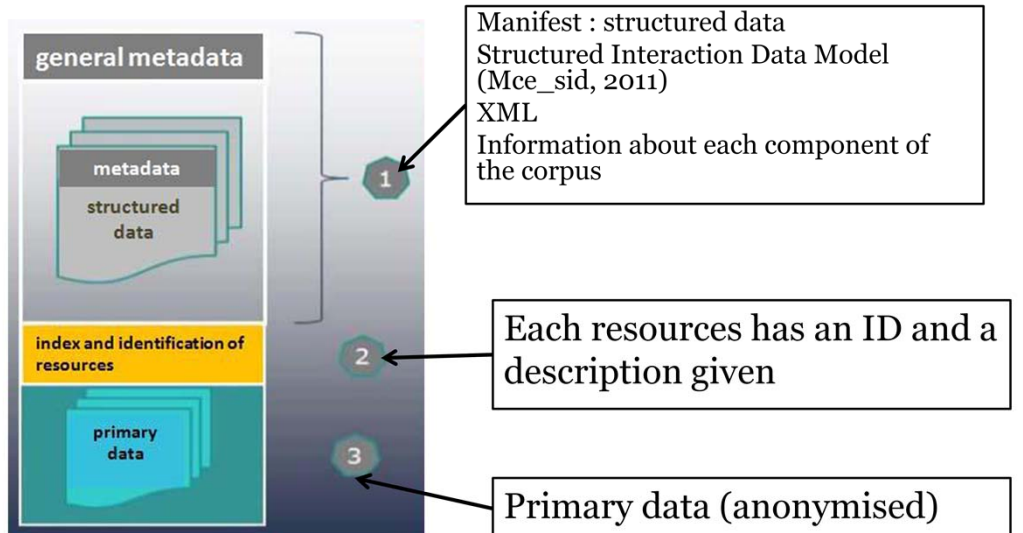 general metadata
metadata
structured
data
1
Manifest : structured data
Structured Interaction Data Model
(Mce_sid, 2011)
XML
Information about each component of
the corpus
index and identification of
resources
2
Each resources has an ID and a
description given
primary
data
3
Primary data (anonymised)